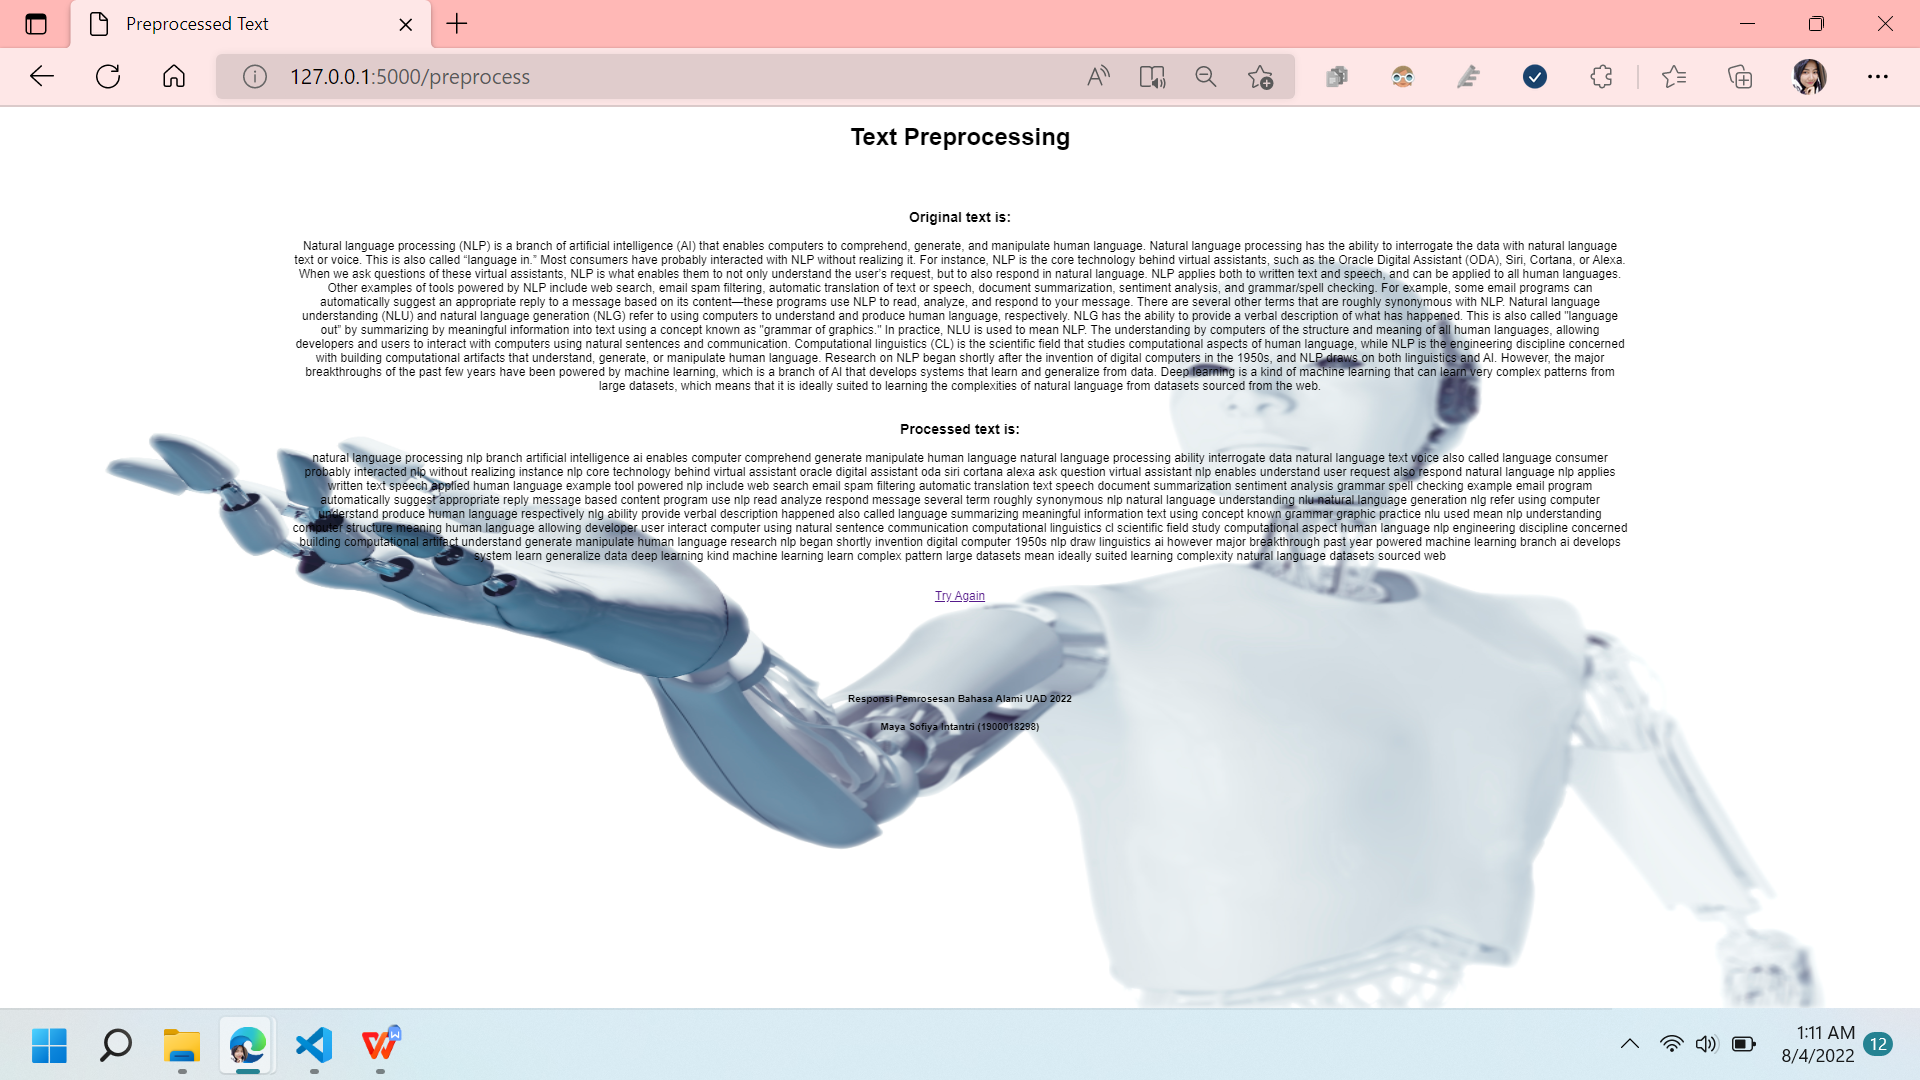 Preprocessed Text
127.0.0.1:5000/preprocess
Text Preprocessing
Original text is:
Natural language processing (NLP) is a branch of artificial intelligence (AI) that enables computers to comprehend, generate, and manipulate human language. Natural language processing has the ability to interrogate the data with natural language
text or voice. This is also called “language in.” Most consumers have probably interacted with NLP without realizing it. For instance, NLP is the core technology behind virtual assistants, such as the Oracle Digital Assistant (ODA), Siri, Cortana, or Alexa.
When we ask questions of these virtual assistants, NLP is what enables them to not only understand the user’s request, but to also respond in natural language. NLP applies both to written text and speech, and can be applied to all human languages.
Other examples of tools powered by NLP include web search, email spam filtering, automatic translation of text or speech, document summarization, sentiment analysis, and grammar/spell checking. For example, some email programs can
automatically suggest an appropriate reply to a message based on its content—these programs use NLP to read, analyze, and respond to your message. There are several other terms that are roughly synonymous with NLP. Natural language
understanding (NLU) and natural language generation (NLG) refer to using computers to understand and produce human language, respectively. NLG has the ability to provide a verbal description of what has happened. This is also called "language
out” by summarizing by meaningful information into text using a concept known as "grammar of graphics." In practice, NLU is used to mean NLP. The understanding by computers of the structure and meaning of all human languages, allowing
developers and users to interact with computers using natural sentences and communication. Computational linguistics (CL) is the scientific field that studies computational aspects of human language, while NLP is the engineering discipline concerned
with building computational artifacts that understand, generate, or manipulate human language. Research on NLP began shortly after the invention of digital computers in the 1950s, and NLP draws on both linguistics and AI. However, the major
breakthroughs of the past few years have been powered by machine learning, which is a branch of AI that develops systems that learn and generalize from data. Deep learning is a kind of machine learning that can learn very complex patterns from
large datasets, which means that it is ideally suited to learning the complexities of natural language from datasets sourced from the web.
Processed text is:
natural language processing nlp branch artificial intelligence ai enables computer comprehend generate manipulate human language natural language processing ability interrogate data natural language text voice also called language consumer
probably interacted nlp without realizing instance nlp core technology behind virtual assistant oracle digital assistant oda siri cortana alexa ask question virtual assistant nlp enables understand user request also respond natural language nlp applies
written text speech applied human language example tool powered nlp include web search email spam filtering automatic translation text speech document summarization sentiment analysis grammar spell checking example email program
automatically suggest appropriate reply message based content program use nlp read analyze respond message several term roughly synonymous nlp natural language understanding nlu natural language generation nlg refer using computer
understand produce human language respectively nlg ability provide verbal description happened also called language summarizing meaningful information text using concept known grammar graphic practice nlu used mean nlp understanding
computer structure meaning human language allowing developer user interact computer using natural sentence communication computational linguistics cl scientific field study computational aspect human language nlp engineering discipline concerned
building computational artifact understand generate manipulate human language research nlp began shortly invention digital computer 1950s nlp draw linguistics ai however major breakthrough past year powered machine learning branch ai develops
system learn generalize data deep learning kind machine learning learn complex pattern large datasets mean ideally suited learning complexity natural language datasets sourced web
Try Again
Responsi Pemrosesan Bahasa Alami UAD 2022
Maya Sofiya Intantri (1900018298)
1:11 AM
8/4/2022
12